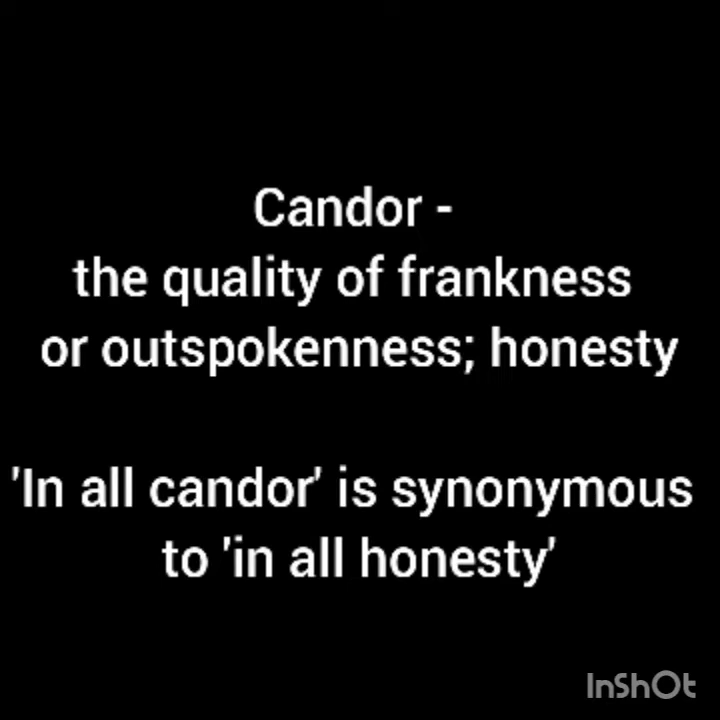 Candor -
the quality of frankness
or outspokenness; honesty
'In all candor' is synonymous
to 'in all honesty'
InShOt